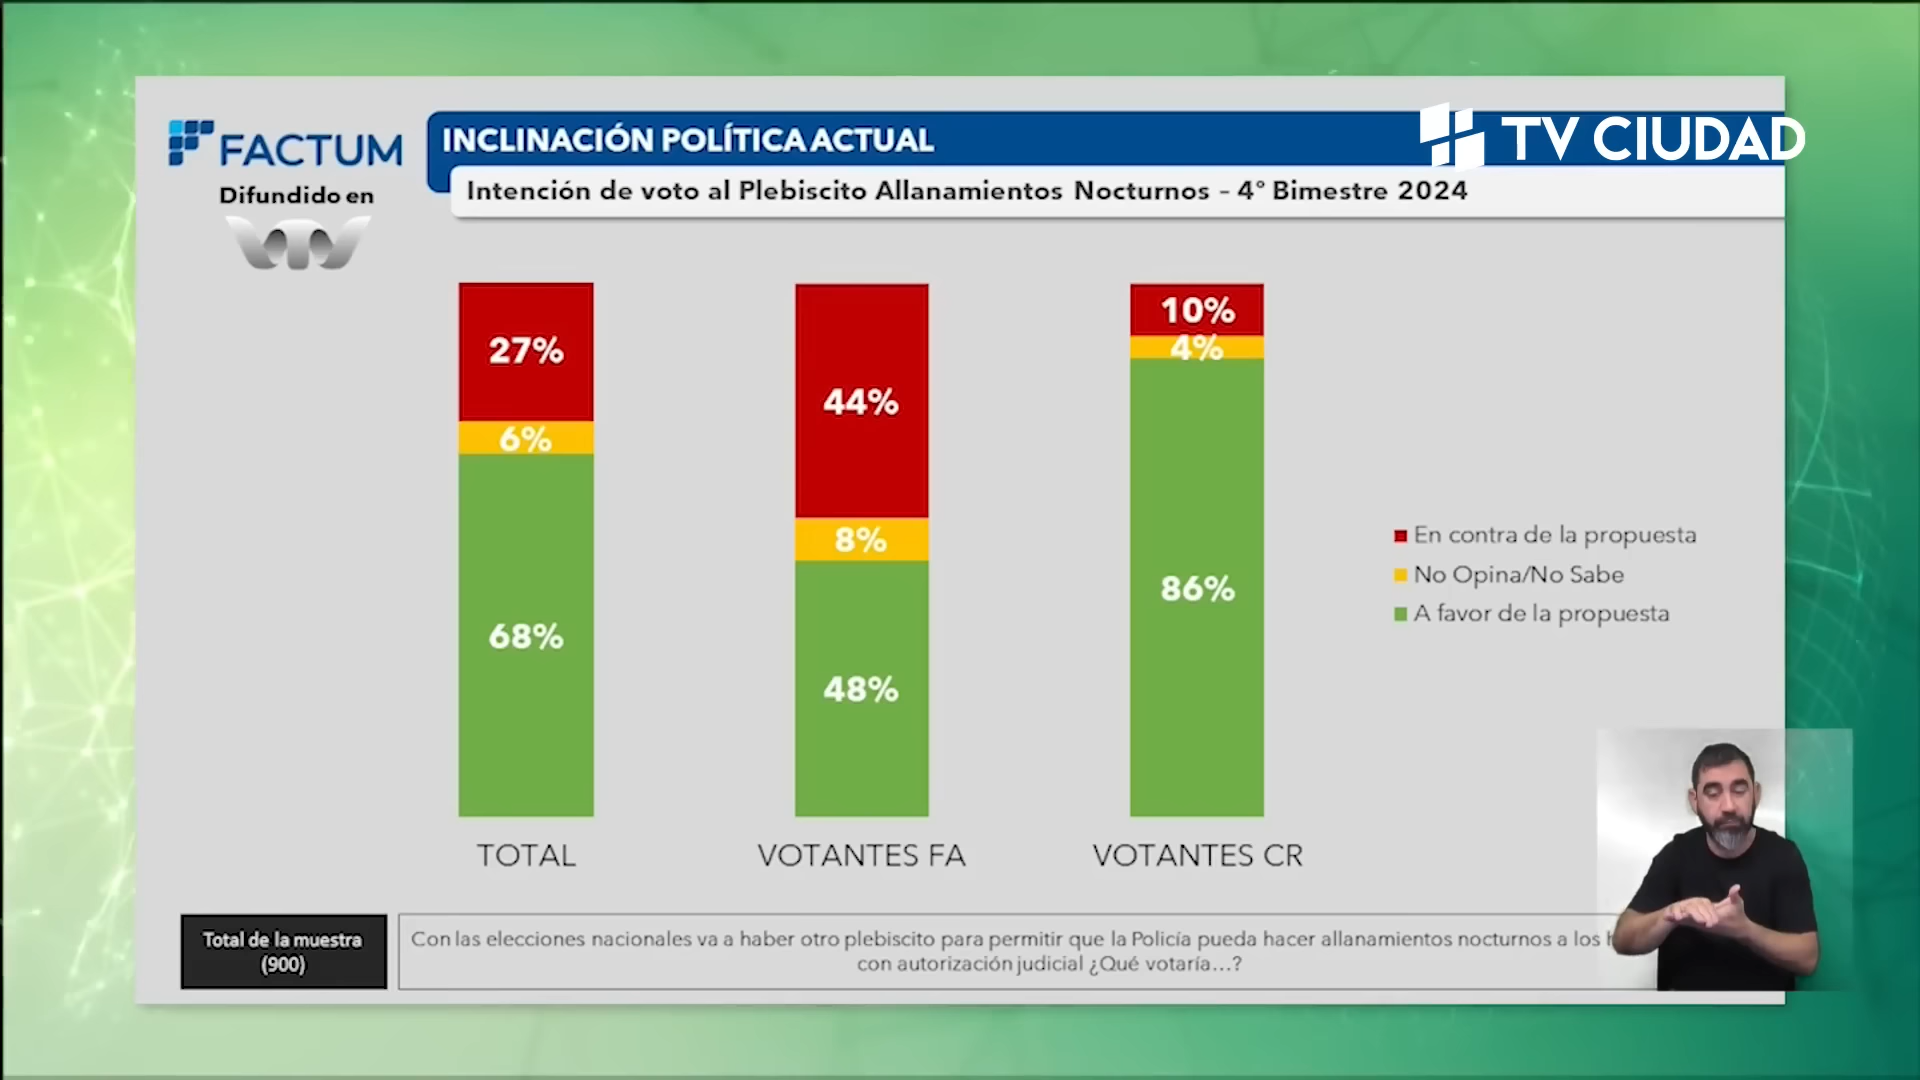 FACTUM
Difundido en
VTV
INCLINACIÓN POLÍTICA ACTUAL
TV CIUDAD
Intención de voto al Plebiscito Allanamientos Nocturnos - 4° Bimestre 2024
27%
6%
68%
44%
8%
48%
10%
4%
86%
En contra de la propuesta
No Opina/No Sabe
A favor de la propuesta
TOTAL
VOTANTES FA
VOTANTES CR
Total de la muestra
(900)
Con las elecciones nacionales va a haber otro plebiscito para permitir que la Policía pueda hacer allanamientos nocturnos a los
con autorización judicial ¿Qué votaría...?